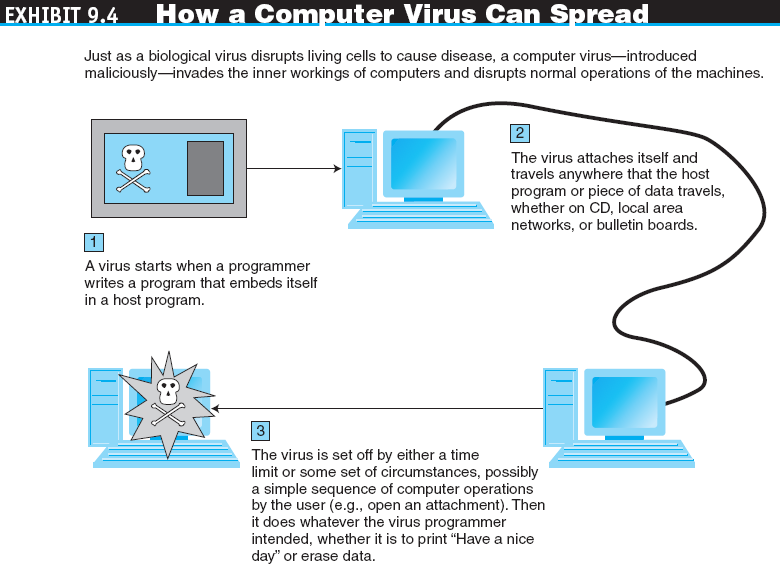 EXHIBIT 9.4 How a Computer Virus Can Spread
Just as a biological virus disrupts living cells to cause disease, a computer virus—introduced
maliciously—invades the inner workings of computers and disrupts normal operations of the machines.
1
A virus starts when a programmer
writes a program that embeds itself
in a host program.
2
The virus attaches itself and
travels anywhere that the host
program or piece of data travels,
whether on CD, local area
networks, or bulletin boards.
3
The virus is set off by either a time
limit or some set of circumstances, possibly
a simple sequence of computer operations
by the user (e.g., open an attachment). Then
it does whatever the virus programmer
intended, whether it is to print “Have a nice
day” or erase data.